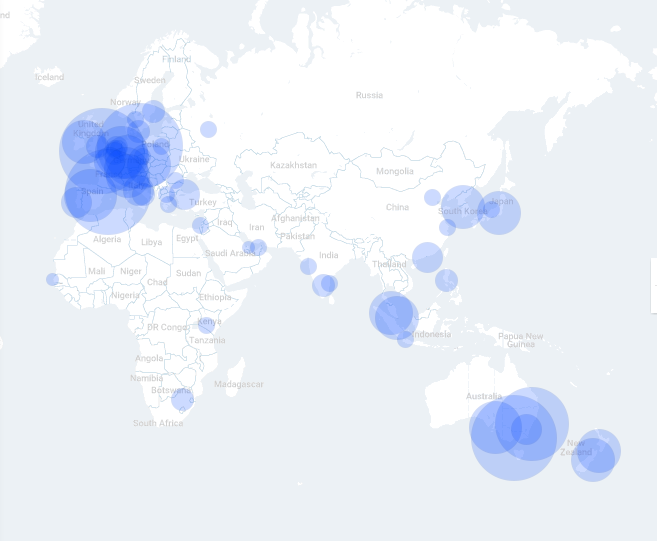 nd
Iceland
Finland
Sweden
Norway
Russia
United
Kingdom
Ukraine
Kazakhstan
Mongolia
Spain
Turkey
China
South Korea
Japan
Iraq
Iran
Afghanistan
Pakistan
Algeria
Libya
Egypt
Saudi Arabia
India
Thailand
Mali
Niger
Chad
Sudan
Nigeria
Ethiopia
DR Congo
Kenya
Tanzania
Indonesia
Papua New
Guinea
Angola
Namibia
Botswana
Madagascar
South Africa
Australia
New
Zealand